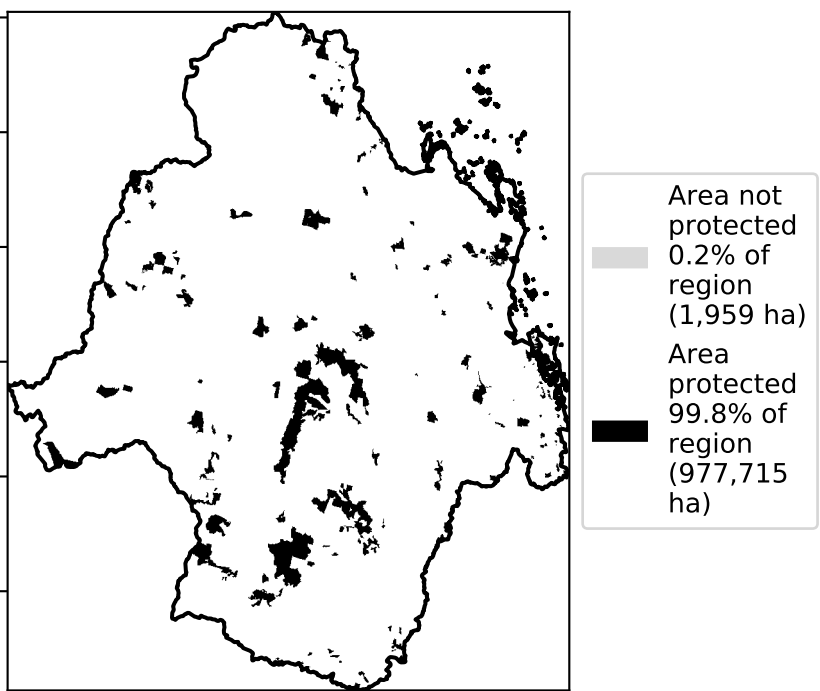 Area not
protected
0.2% of
region
(1,959 ha)
Area
protected
99.8% of
region
(977,715
ha)